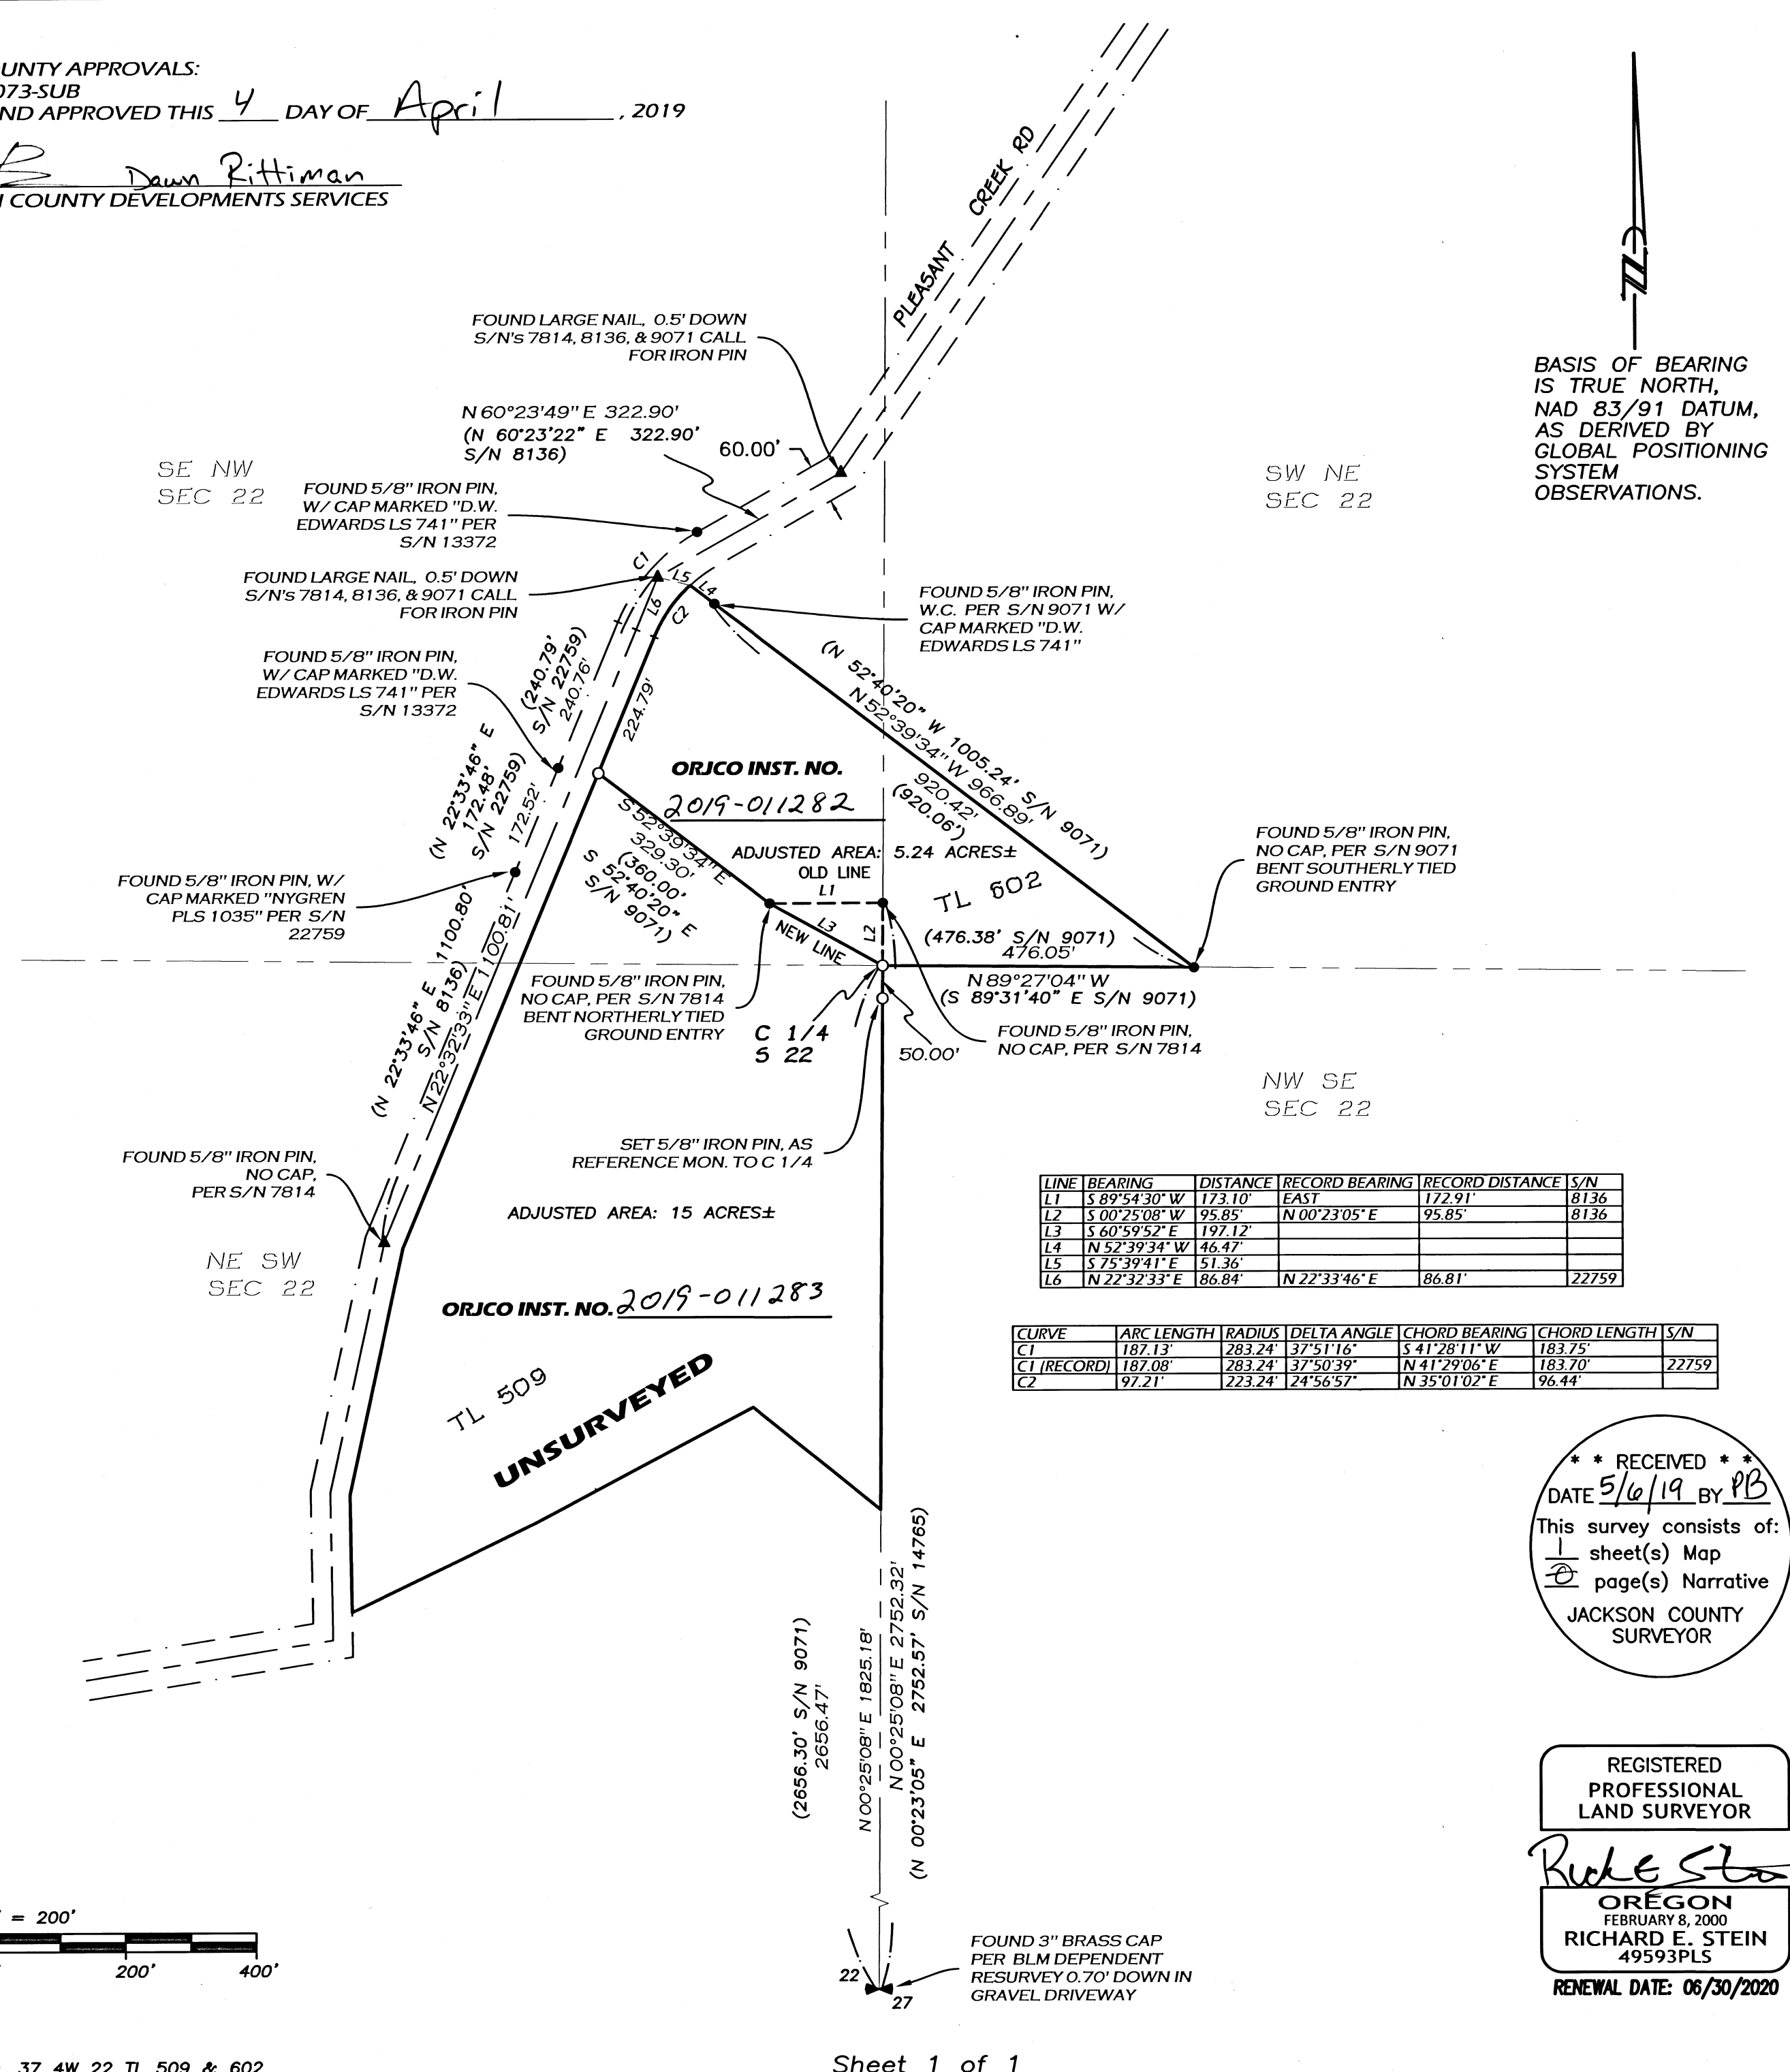 UNTY APPROVALS:
073-SUB
ND APPROVED THIS 4 DAY OF April , 2019
Dawn Rittiman
COUNTY DEVELOPMENTS SERVICES
PLEASANT CREEK RD
BASIS OF BEARING
IS TRUE NORTH,
NAD 83/91 DATUM,
AS DERIVED BY
GLOBAL POSITIONING
SYSTEM
OBSERVATIONS.
FOUND LARGE NAIL, 0.5' DOWN
S/N's 7814, 8136, & 9071 CALL
FOR IRON PIN
N 60°23'49" E 322.90'
(N 60°23'22" E 322.90'
S/N 8136)
60.00'
SE NW
SEC 22
SW NE
SEC 22
FOUND 5/8" IRON PIN,
W/ CAP MARKED "D.W.
EDWARDS LS 741" PER
S/N 13372
FOUND LARGE NAIL, 0.5' DOWN
S/N's 7814, 8136, & 9071 CALL
FOR IRON PIN
C1
L5
L4
L6
C2
FOUND 5/8" IRON PIN,
W.C. PER S/N 9071 W/
CAP MARKED "D.W.
EDWARDS LS 741"
FOUND 5/8" IRON PIN,
W/ CAP MARKED "D.W.
EDWARDS LS 741" PER
S/N 13372
(240.79'
S/N 22759)
240.76'
224.79'
(N 52°40'20" W 1005.24' S/N 9071)
N 52°39'34" W 966.89'
920.42'
(920.06')
(N 22°33'46" E
172.48'
S/N 22759)
172.52'
ORJCO INST. NO.
2019-011282
S 52°39'34" E
329.30'
(360.00'
S 52°40'20" E
S/N 9071)
ADJUSTED AREA: 5.24 ACRES±
OLD LINE
L1
TL 602
L3
L2
NEW LINE
(476.38' S/N 9071)
476.05'
N 89°27'04" W
(S 89°31'40" E S/N 9071)
FOUND 5/8" IRON PIN,
NO CAP, PER S/N 9071
BENT SOUTHERLY TIED
GROUND ENTRY
FOUND 5/8" IRON PIN, W/
CAP MARKED "NYGREN
PLS 1035" PER S/N
22759
(N 22°33'46" E 1100.80'
S/N 8136)
N 22°32'33" E 1100.81'
FOUND 5/8" IRON PIN,
NO CAP, PER S/N 7814
BENT NORTHERLY TIED
GROUND ENTRY
C 1/4
S 22
50.00'
FOUND 5/8" IRON PIN,
NO CAP, PER S/N 7814
NW SE
SEC 22
SET 5/8" IRON PIN, AS
REFERENCE MON. TO C 1/4
FOUND 5/8" IRON PIN,
NO CAP,
PER S/N 7814
ADJUSTED AREA: 15 ACRES±
NE SW
SEC 22
ORJCO INST. NO. 2019-011283
TL 509
UNSURVEYED
LINE BEARING DISTANCE RECORD BEARING RECORD DISTANCE S/N
L1 S 89°54'30" W 173.10' EAST 172.91' 8136
L2 S 00°25'08" W 95.85' N 00°23'05" E 95.85' 8136
L3 S 60°59'52" E 197.12'
L4 N 52°39'34" W 46.47'
L5 S 75°39'41" E 51.36'
L6 N 22°32'33" E 86.84' N 22°33'46" E 86.81' 22759
CURVE ARC LENGTH RADIUS DELTA ANGLE CHORD BEARING CHORD LENGTH S/N
C1 187.13' 283.24' 37°51'16" S 41°28'11" W 183.75'
C1 (RECORD) 187.08' 283.24' 37°50'39" N 41°29'06" E 183.70' 22759
C2 97.21' 223.24' 24°56'57" N 35°01'02" E 96.44'
* * RECEIVED * *
DATE 5/6/19 BY PB
This survey consists of:
1 sheet(s) Map
0 page(s) Narrative
JACKSON COUNTY
SURVEYOR
(2656.30' S/N 9071)
2656.47'
N 00°25'08" E 1825.18'
N 00°25'08" E 2752.32'
(N 00°23'05" E 2752.57' S/N 14765)
REGISTERED
PROFESSIONAL
LAND SURVEYOR
OREGON
FEBRUARY 8, 2000
RICHARD E. STEIN
49593PLS
RENEWAL DATE: 06/30/2020
= 200'
200' 400'
FOUND 3" BRASS CAP
PER BLM DEPENDENT
RESURVEY 0.70' DOWN IN
GRAVEL DRIVEWAY
22
27
37 4W 22 TL 509 & 602
Sheet 1 of 1